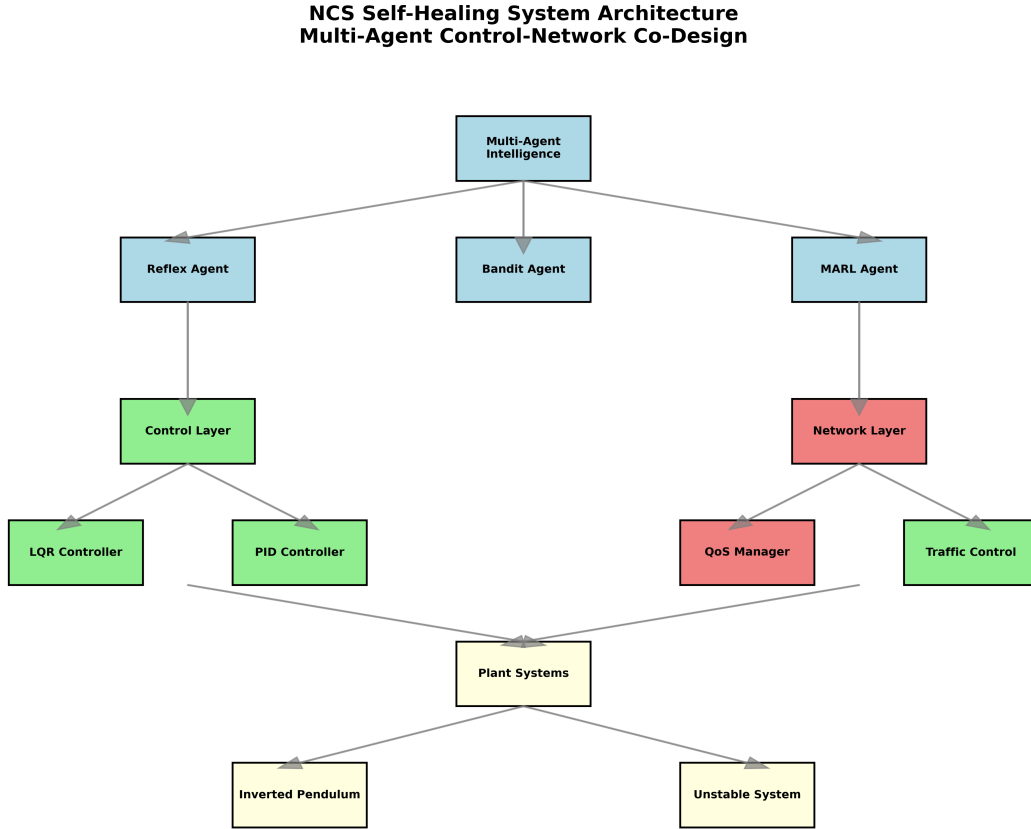 NCS Self-Healing System Architecture
Multi-Agent Control-Network Co-Design
Multi-Agent
Intelligence
Reflex Agent
Bandit Agent
MARL Agent
Control Layer
Network Layer
LQR Controller
PID Controller
QoS Manager
Traffic Control
Plant Systems
Inverted Pendulum
Unstable System